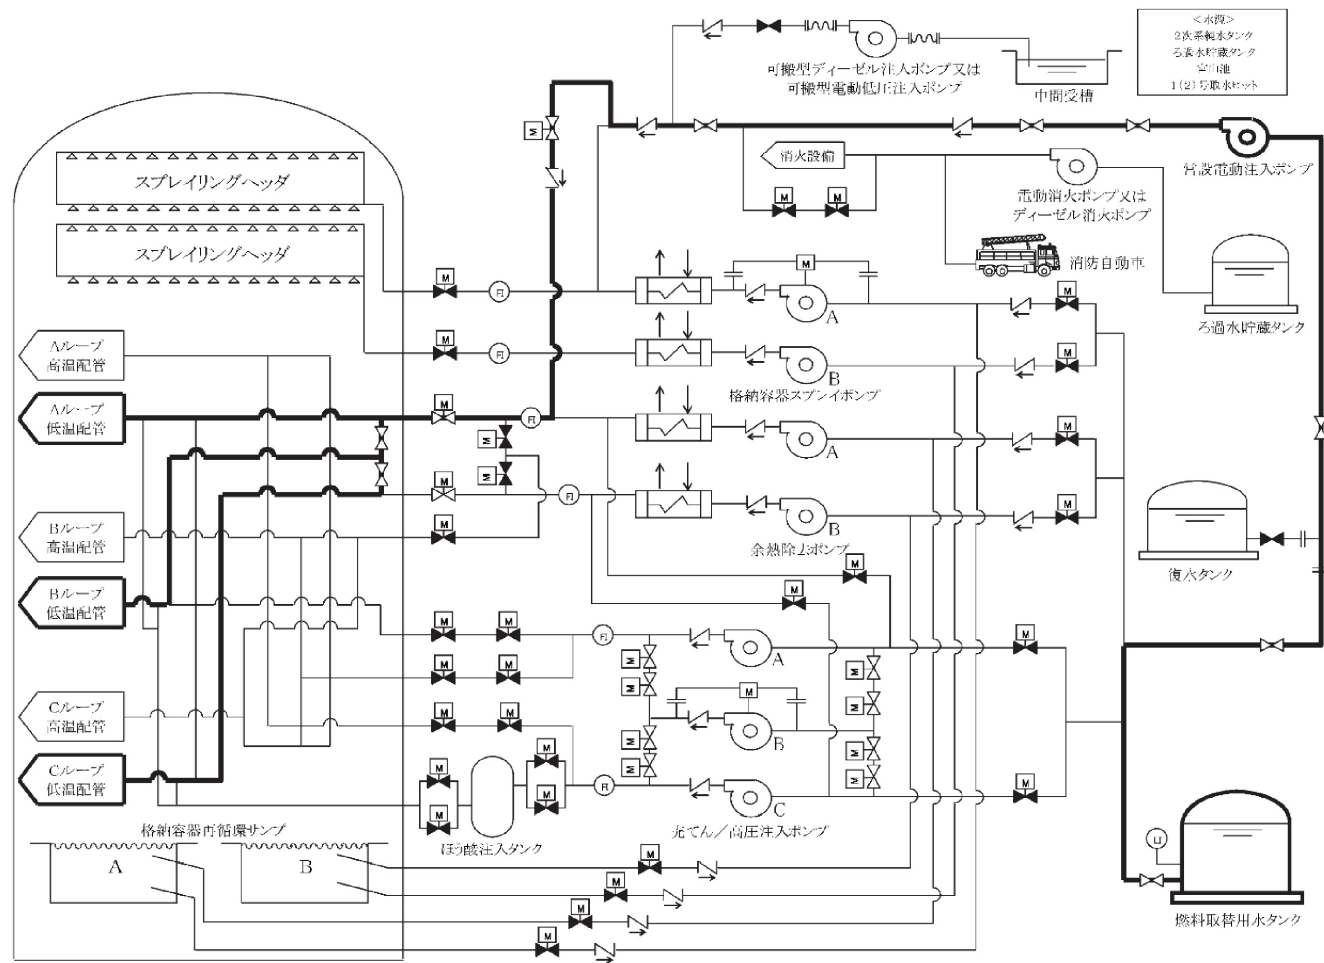 <水源>
2次系純水タンク
ろ過水貯蔵タンク
宮山池
1(2)号取水ピット
可搬型ディーゼル注入ポンプ又は
可搬型電動低圧注入ポンプ
中間受槽
M
消火設備
常設電動注入ポンプ
スプレイリングヘッダ
M
M
電動消火ポンプ又は
ディーゼル消火ポンプ
スプレイリングヘッダ
消防自動車
M
M
FI
A
M
ろ過水貯蔵タンク
M
FI
B
M
Aループ
高温配管
格納容器スプレイポンプ
Aループ
低温配管
M
FI
M
A
M
M
M
FI
B
M
Bループ
高温配管
M
余熱除去ポンプ
復水タンク
M
M
Bループ
低温配管
M
M
FI
M
A
M
M
M
M
M
M
M
Cループ
高温配管
M
M
B
M
M
M
M
Cループ
低温配管
M
M
M
M
FI
C
M
格納容器再循環サンプ
ほう酸注入タンク
充てん/高圧注入ポンプ
A
B
M
M
M
M
LI
燃料取替用水タンク